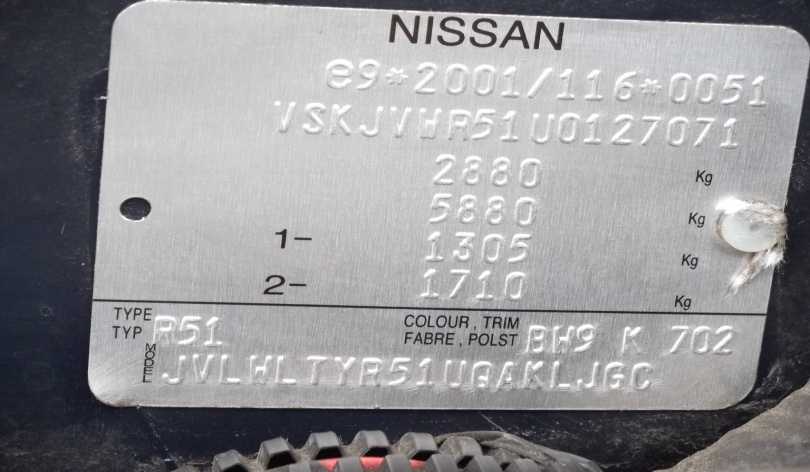 NISSAN
e9*2001/116*0051
VSKJVWR51U0127071
2880 Kg
5880 Kg
1- 1305 Kg
2- 1710 Kg
TYPE
TYP R51
COLOUR , TRIM
FABRE , POLST BW9 K 702
MODEL JVLWLTYR51UQAKLJGC